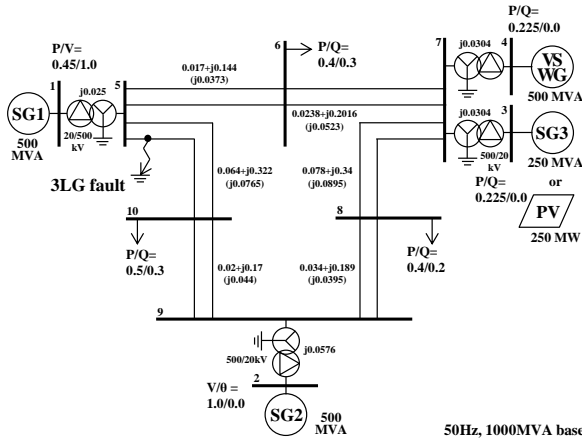 P/V=
0.45/1.0
1
5
j0.025
SG1
500
MVA
20/500
kV
3LG fault
0.017+j0.144
(j0.0373)
6
P/Q=
0.4/0.3
0.0238+j0.2016
(j0.0523)
P/Q=
0.225/0.0
7
j0.0304
4
VS
WG
500 MVA
j0.0304
3
SG3
500/20
kV
250 MVA
P/Q=
0.225/0.0
or
PV
250 MW
0.064+j0.322
(j0.0765)
0.078+j0.34
(j0.0895)
10
8
P/Q=
0.5/0.3
0.02+j0.17
(j0.044)
0.034+j0.189
(j0.0395)
P/Q=
0.4/0.2
9
j0.0576
500/20kV
V/θ =
1.0/0.0
2
SG2
500
MVA
50Hz, 1000MVA base